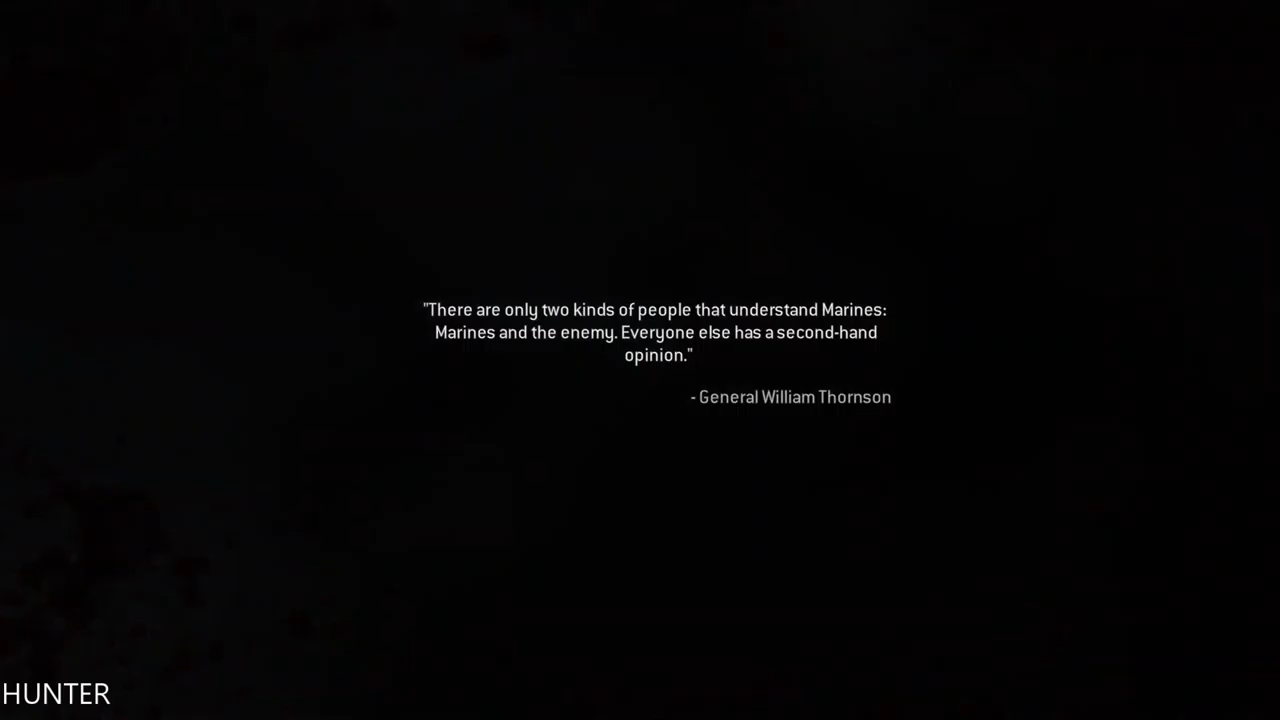 "There are only two kinds of people that understand Marines:
Marines and the enemy. Everyone else has a second-hand
opinion."
- General William Thornson
HUNTER